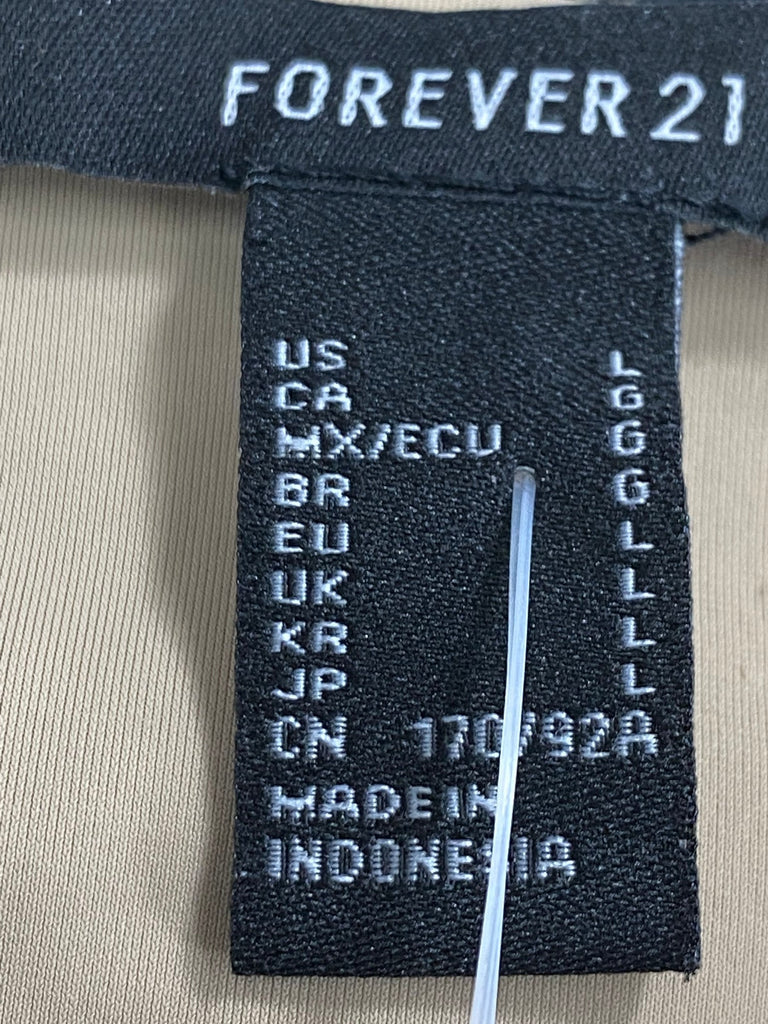 FOREVER 21
US L
CA G
MX/ECU G
BR G
EU L
UK L
KR L
JP L
CN 170/92A
MADE IN
INDONESIA